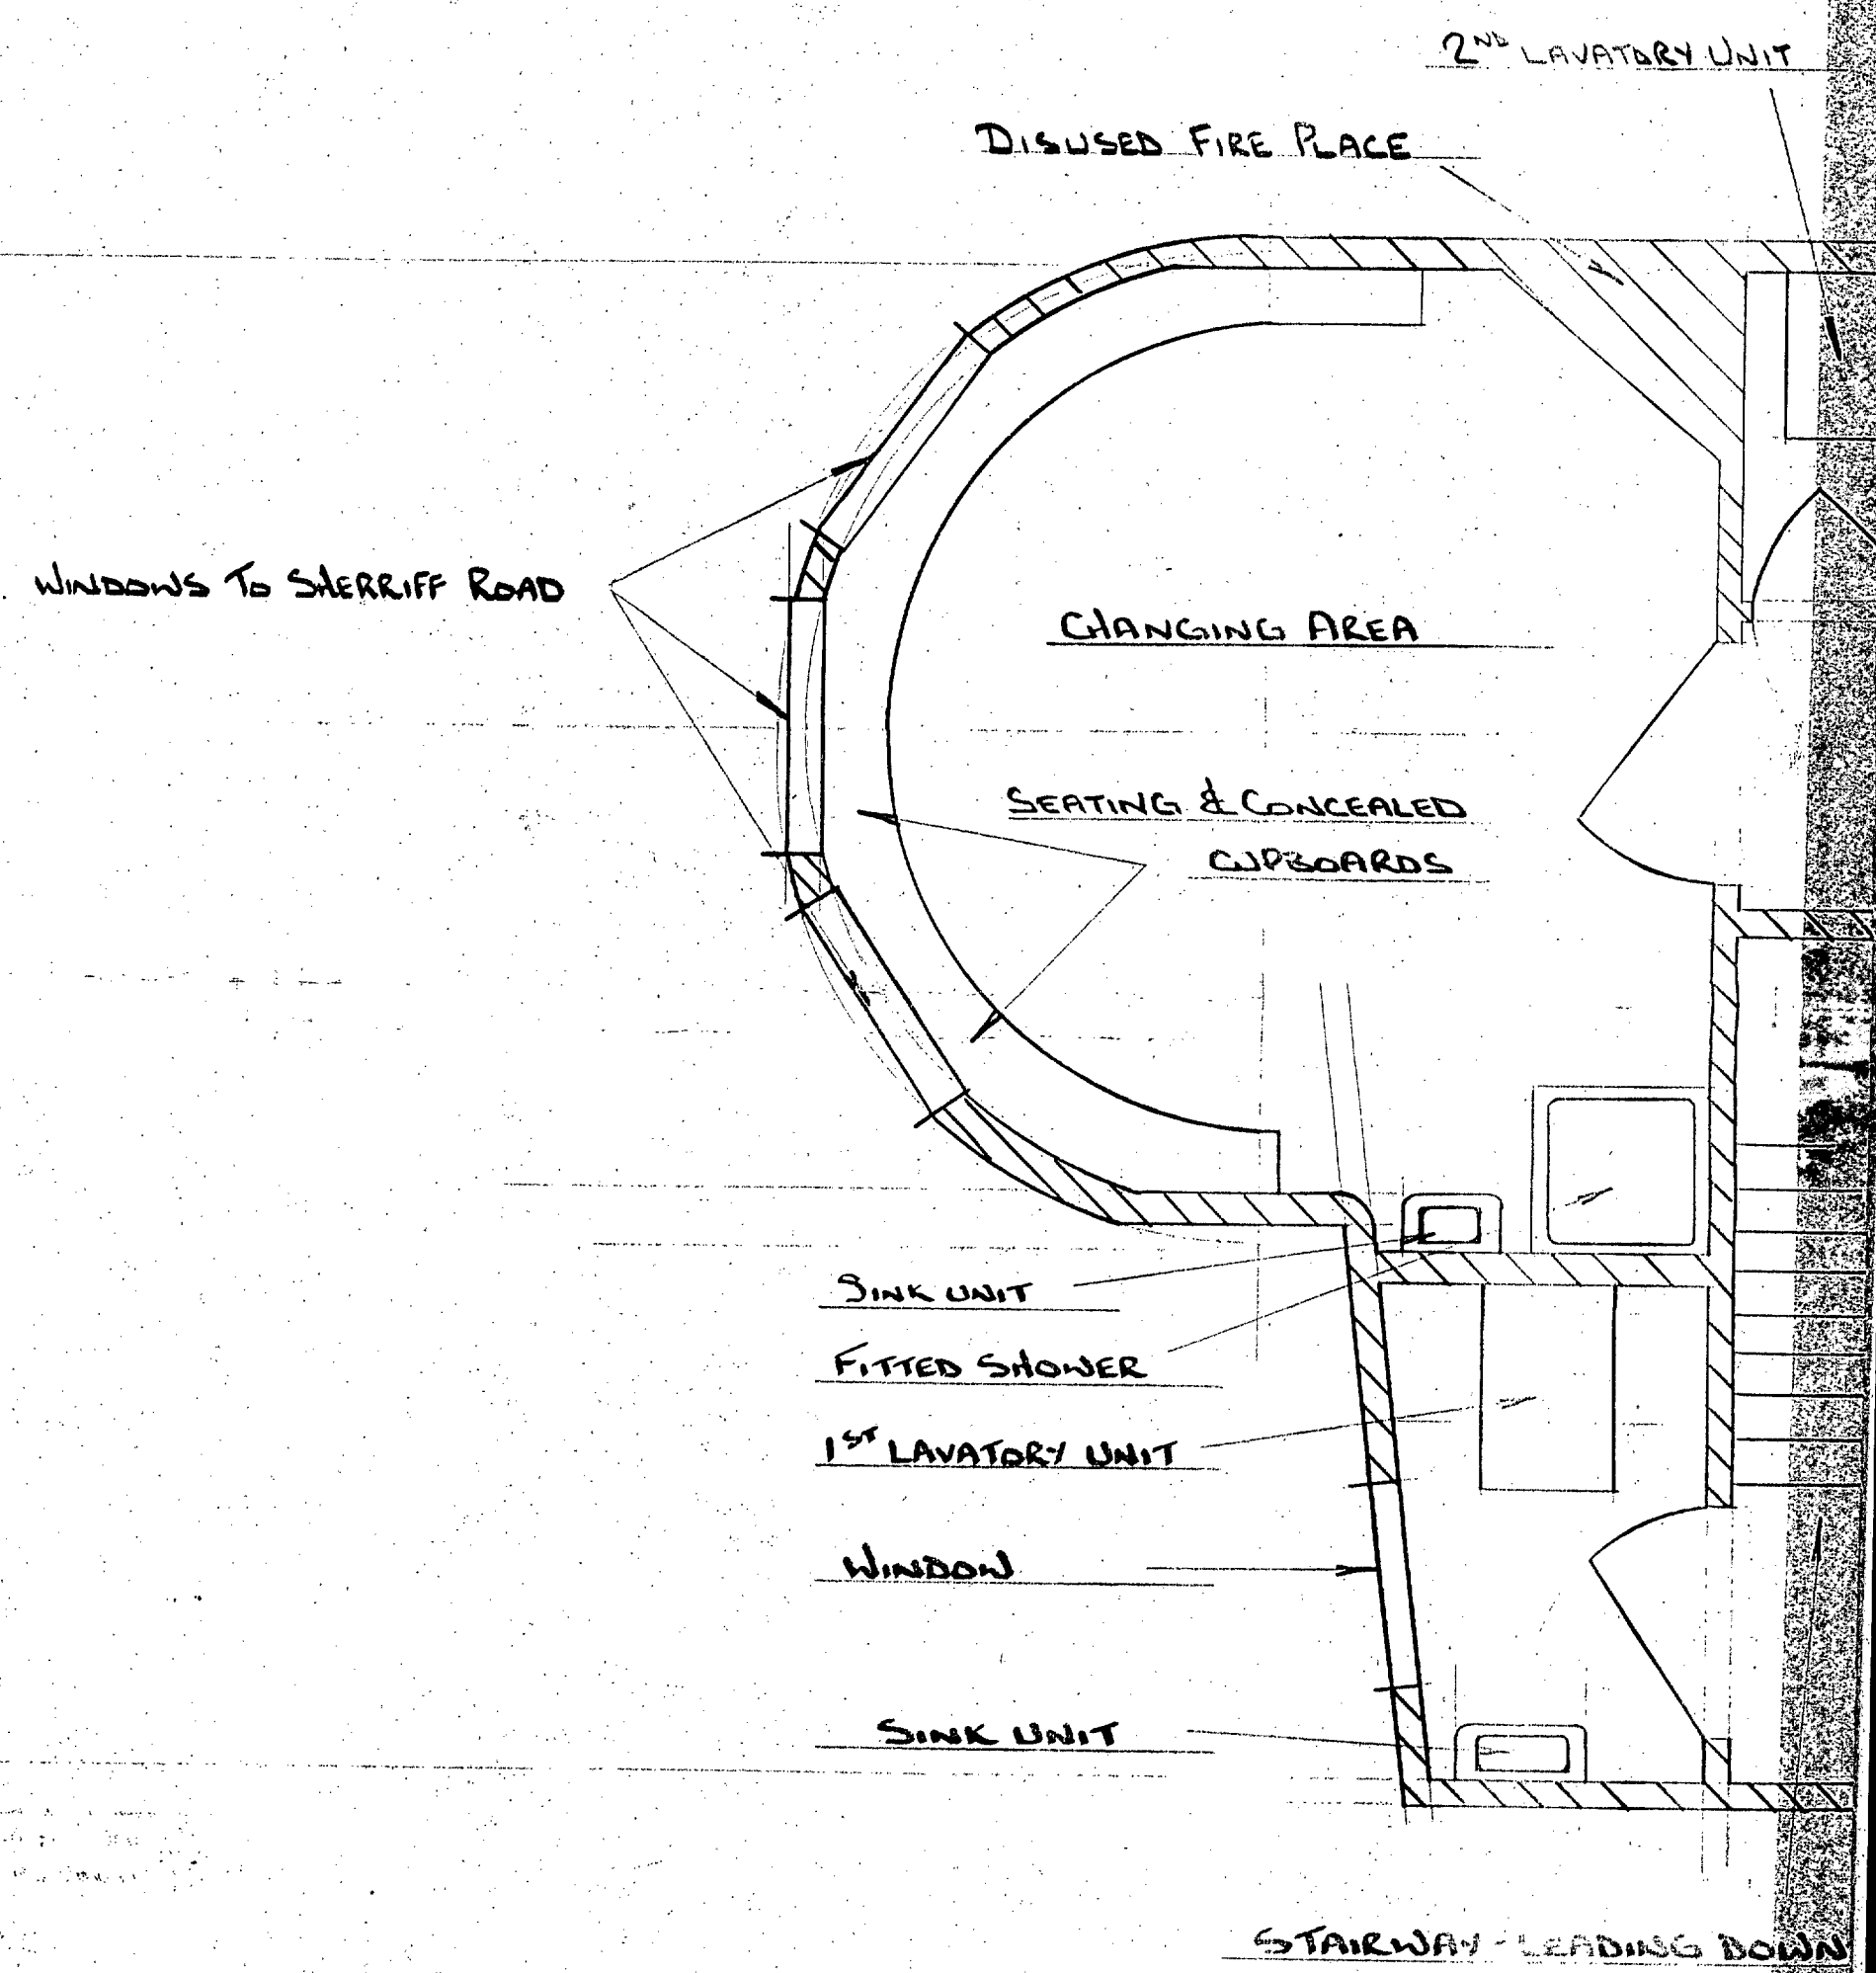 2ND LAVATORY UNIT
DISUSED FIRE PLACE
WINDOWS TO SHERRIFF ROAD
CHANGING AREA
SEATING & CONCEALED
CUPBOARDS
SINK UNIT
FITTED SHOWER
1ST LAVATORY UNIT
WINDOW
SINK UNIT
STAIRWAY LEADING DOWN